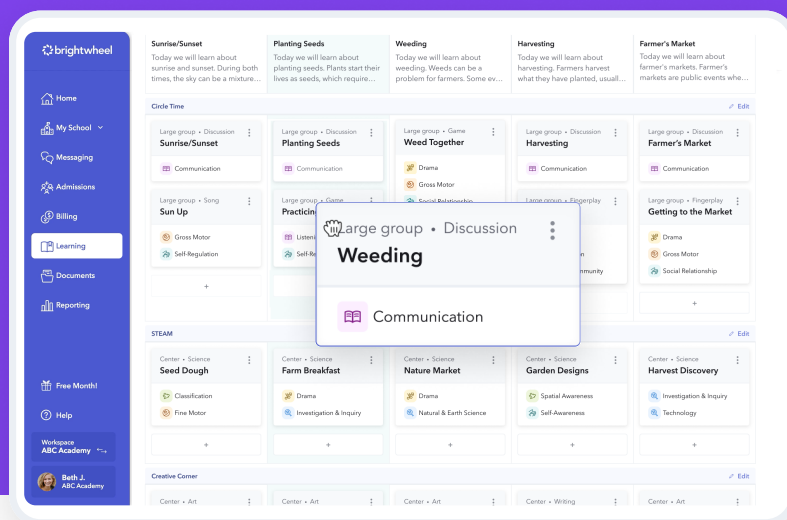 brightwheel
Home
My School
Messaging
Admissions
Billing
Learning
Documents
Reporting
Free Month!
Help
Workspace
ABC Academy
Beth J.
ABC Academy
Sunrise/Sunset
Today we will learn about
sunrise and sunset. During both
times, the sky can be a mixture...
Planting Seeds
Today we will learn about
planting seeds. Plants start their
lives as seeds, which require...
Weeding
Today we will learn about
weeding. Weeds can be a
problem for farmers. Some ev...
Harvesting
Today we will learn about
harvesting. Farmers harvest
what they have planted, usuall...
Farmer's Market
Today we will learn about
farmer's markets. Farmer's
markets are public events whe...
Circle Time
Edit
Large group • Discussion
Sunrise/Sunset
Communication
Large group • Discussion
Planting Seeds
Communication
Large group • Game
Weed Together
Drama
Gross Motor
Social Relationship
Large group • Discussion
Harvesting
Communication
Large group • Discussion
Farmer's Market
Communication
Large group • Song
Sun Up
Gross Motor
Self-Regulation
+
Large group • Game
Large group • Fingerplay
Large group • Fingerplay
Getting to the Market
Drama
Gross Motor
Social Relationship
+
Large group • Discussion
Weeding
Communication
STEAM
Edit
Center • Science
Seed Dough
Classification
Fine Motor
+
Center • Science
Farm Breakfast
Drama
Investigation & Inquiry
+
Center • Science
Nature Market
Drama
Natural & Earth Science
+
Center • Science
Garden Designs
Spatial Awareness
Self-Awareness
+
Center • Science
Harvest Discovery
Investigation & Inquiry
Technology
+
Creative Corner
Edit
Center • Art
Center • Art
Center • Art
Center • Writing
Center • Art